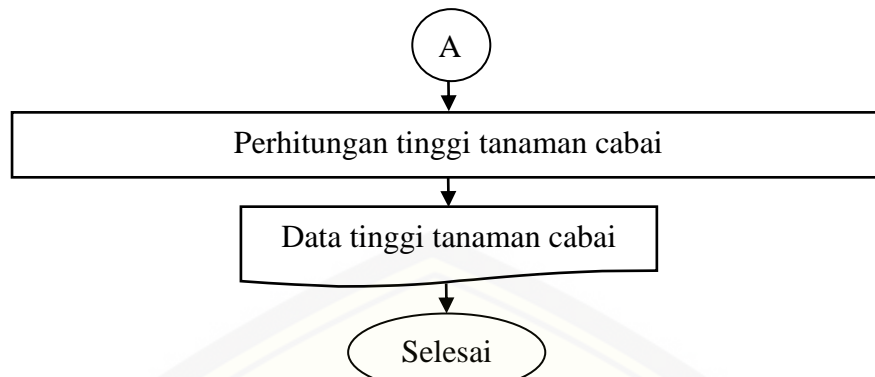 A
Perhitungan tinggi tanaman cabai
Data tinggi tanaman cabai
Selesai